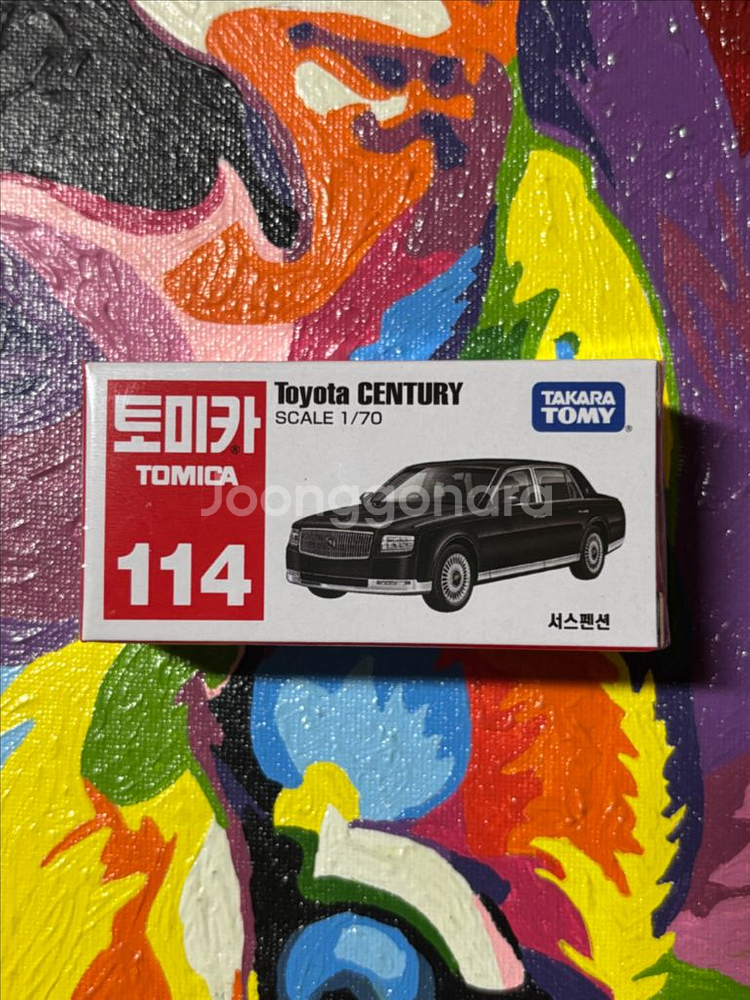 토미카
TOMICA
114
Toyota CENTURY
SCALE 1/70
TAKARA
TOMY
Joonggonara
서스펜션